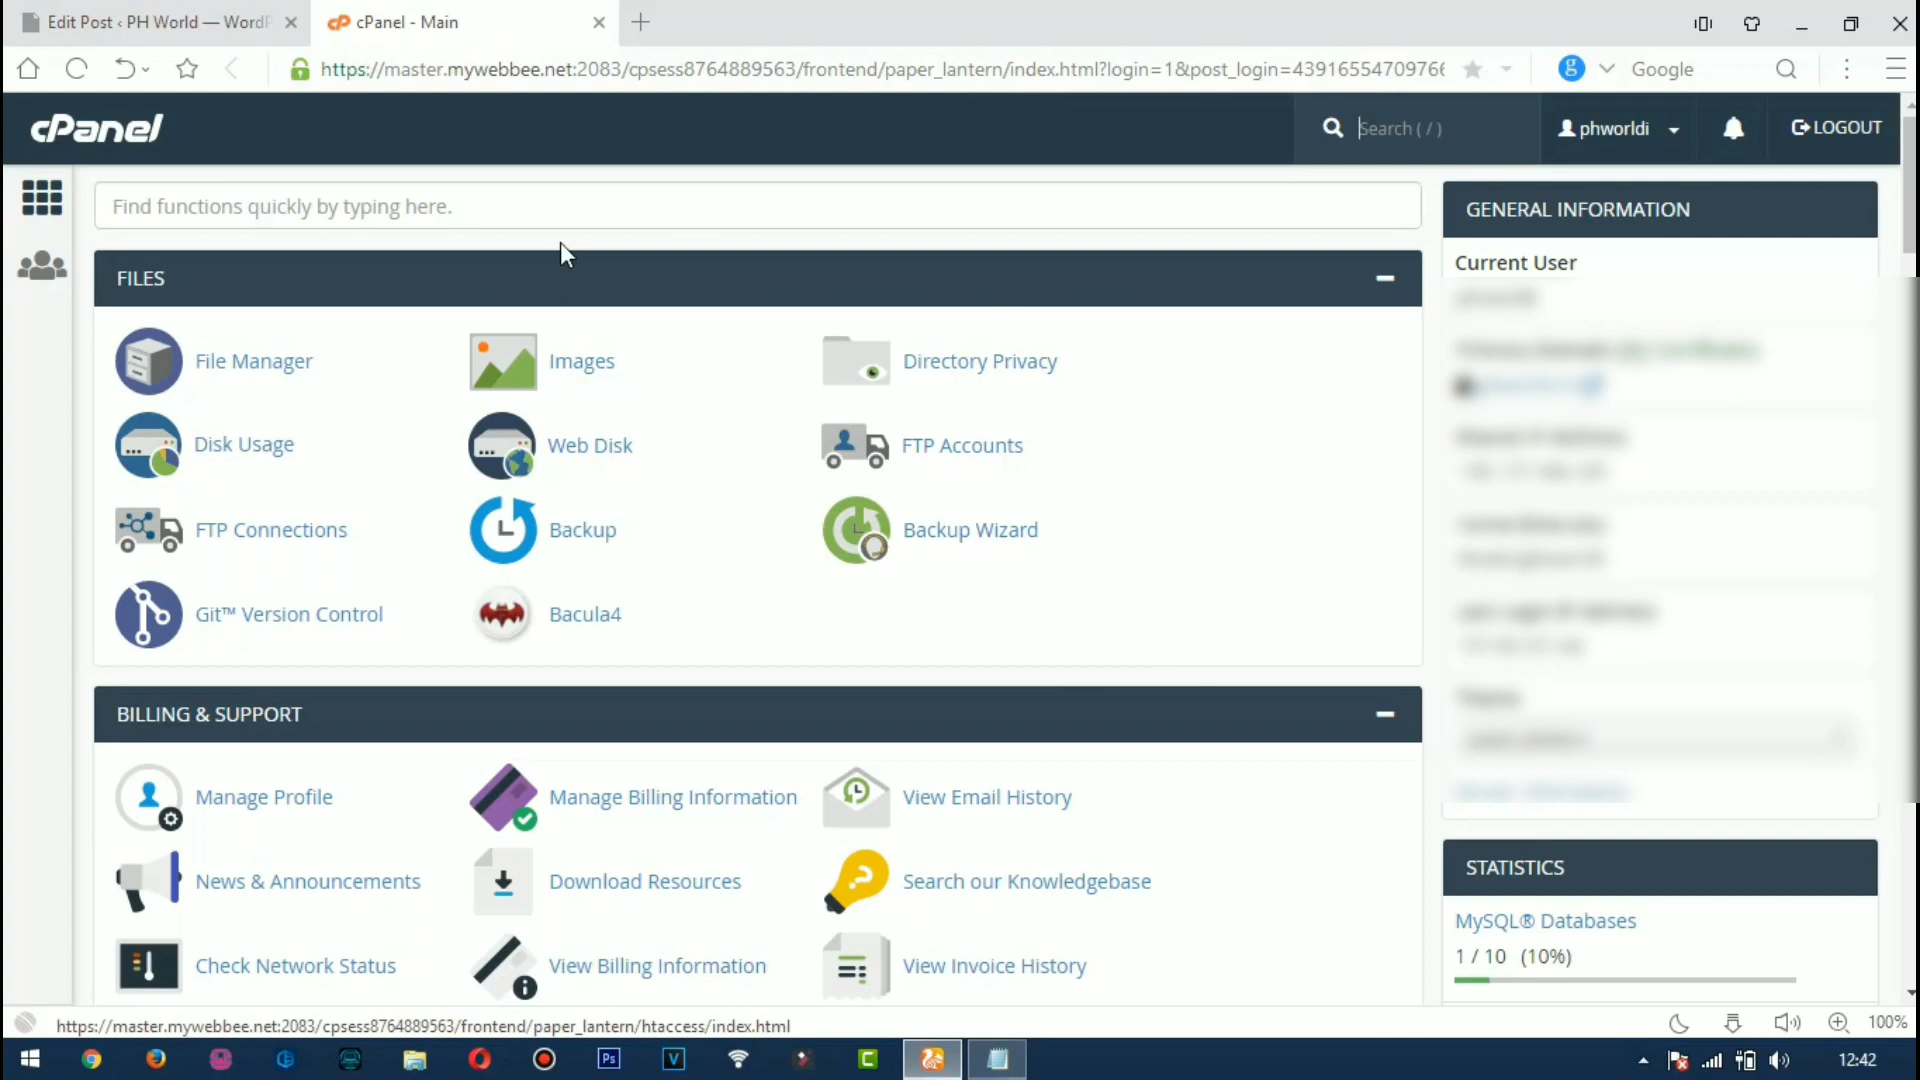 Edit Post ‹ PH World — WordP
cPanel - Main
https://master.mywebbee.net:2083/cpsess8764889563/frontend/paper_lantern/index.html?login=1&post_login=43916554709766
Google
cPanel
Search ( / )
phworldi
LOGOUT
Find functions quickly by typing here.
GENERAL INFORMATION
Current User
FILES
File Manager
Images
Directory Privacy
Disk Usage
Web Disk
FTP Accounts
FTP Connections
Backup
Backup Wizard
Git™ Version Control
Bacula4
BILLING & SUPPORT
Manage Profile
Manage Billing Information
View Email History
News & Announcements
Download Resources
Search our Knowledgebase
Check Network Status
View Billing Information
View Invoice History
STATISTICS
MySQL® Databases
1 / 10 (10%)
https://master.mywebbee.net:2083/cpsess8764889563/frontend/paper_lantern/htaccess/index.html
100%
Ps
V
C
12:42